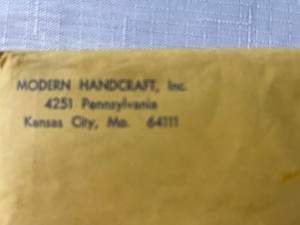 MODERN HANDCRAFT, Inc.
4251 Pennsylvania
Kansas City, Mo. 64111